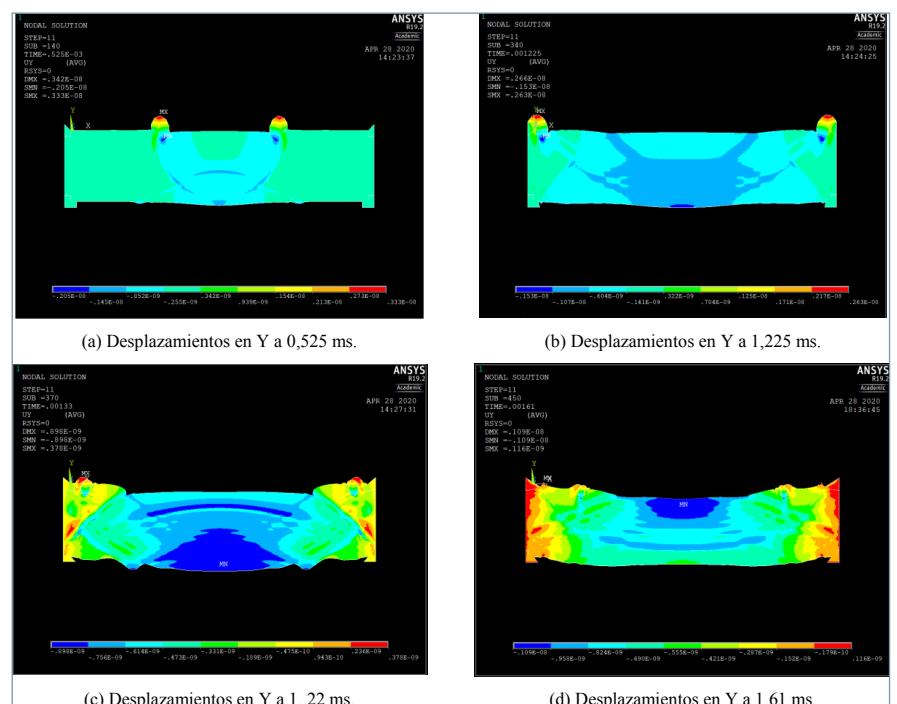 1
NODAL SOLUTION
STEP=11
SUB =140
TIME=.525E-03
UY (AVG)
RSYS=0
DMX =.342E-08
SMN =-.205E-08
SMX =.333E-08
ANSYS
R19.2
Academic
APR 28 2020
14:23:37
MX
Y
X
-.205E-08 -.852E-09 .342E-09 .154E-08 .273E-08
-.145E-08 -.255E-09 .939E-09 .213E-08 .333E-08
(a) Desplazamientos en Y a 0,525 ms.
1
NODAL SOLUTION
STEP=11
SUB =340
TIME=.001225
UY (AVG)
RSYS=0
DMX =.266E-08
SMN =-.153E-08
SMX =.263E-08
ANSYS
R19.2
Academic
APR 28 2020
14:24:25
MX
X
-.153E-08 -.604E-09 .322E-09 .125E-08 .217E-08
-.107E-08 -.141E-09 .784E-09 .171E-08 .263E-08
(b) Desplazamientos en Y a 1,225 ms.
1
NODAL SOLUTION
STEP=11
SUB =370
TIME=.00133
UY (AVG)
RSYS=0
DMX =.898E-09
SMN =-.898E-09
SMX =.378E-09
ANSYS
R19.2
Academic
APR 28 2020
14:27:31
Y
MX
MN
-.898E-09 -.614E-09 -.331E-09 -.475E-10 .236E-09
-.756E-09 -.473E-09 -.189E-09 .943E-10 .378E-09
(c) Desplazamientos en Y a 1,.22 ms.
1
NODAL SOLUTION
STEP=11
SUB =450
TIME=.00161
UY (AVG)
RSYS=0
DMX =.109E-08
SMN =-.109E-08
SMX =.116E-09
ANSYS
R19.2
Academic
APR 28 2020
18:36:45
Y
MX
MN
-.109E-08 -.824E-09 -.555E-09 -.287E-09 -.179E-10
-.958E-09 -.690E-09 -.421E-09 -.152E-09 .116E-09
(d) Desplazamientos en Y a 1,61 ms.